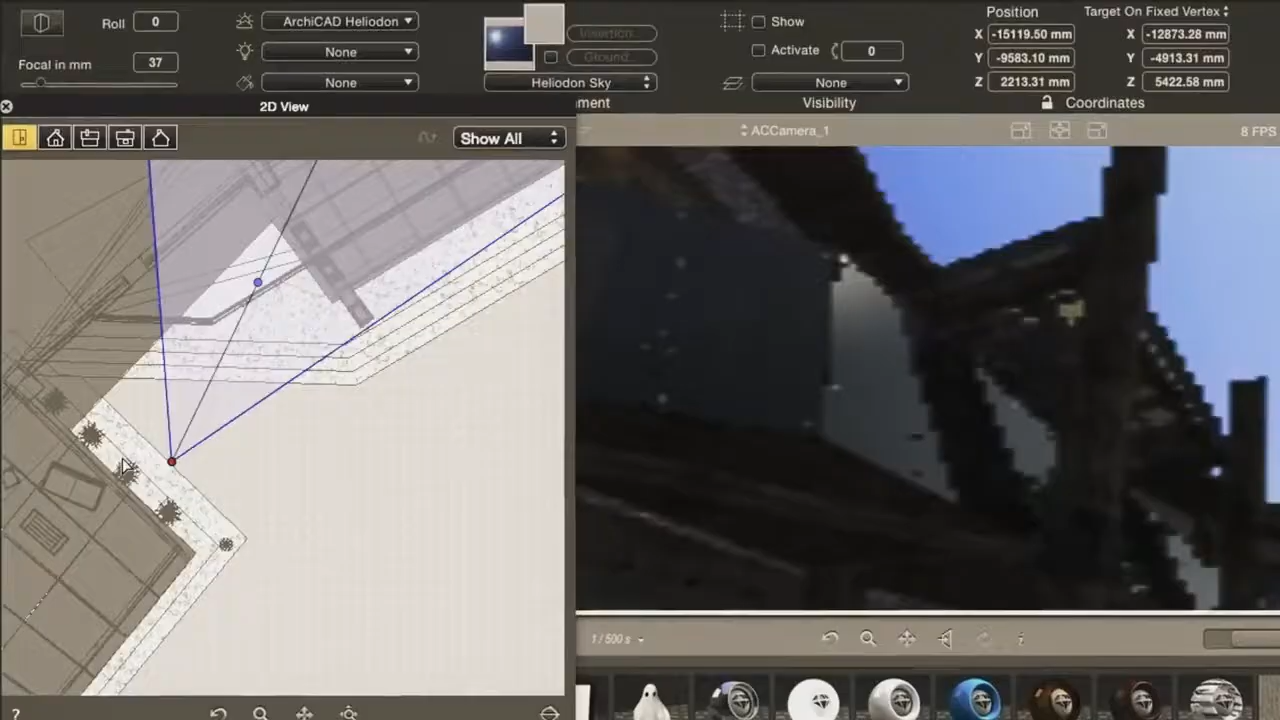 Roll 0
ArchiCAD Heliodon
Insertion...
Show
Position
Target On Fixed Vertex
X -15119.50 mm
X -12873.28 mm
None
Ground...
Activate 0
Y -9583.10 mm
Y -4913.31 mm
Focal in mm 37
None
Heliodon Sky
None
Z 2213.31 mm
Z 5422.58 mm
2D View
ment
Visibility
Coordinates
Show All
ACCamera_1
8 FPS
1 / 500 s
i
?